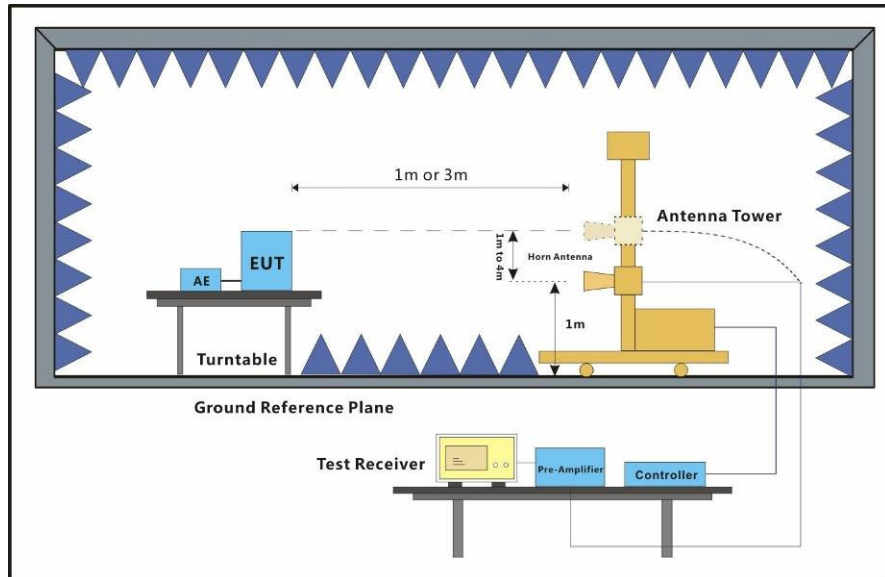 1m or 3m
Antenna Tower
1m to 4m
Horn Antenna
EUT
AE
1m
Turntable
Ground Reference Plane
Test Receiver
Pre-Amplifier
Controller